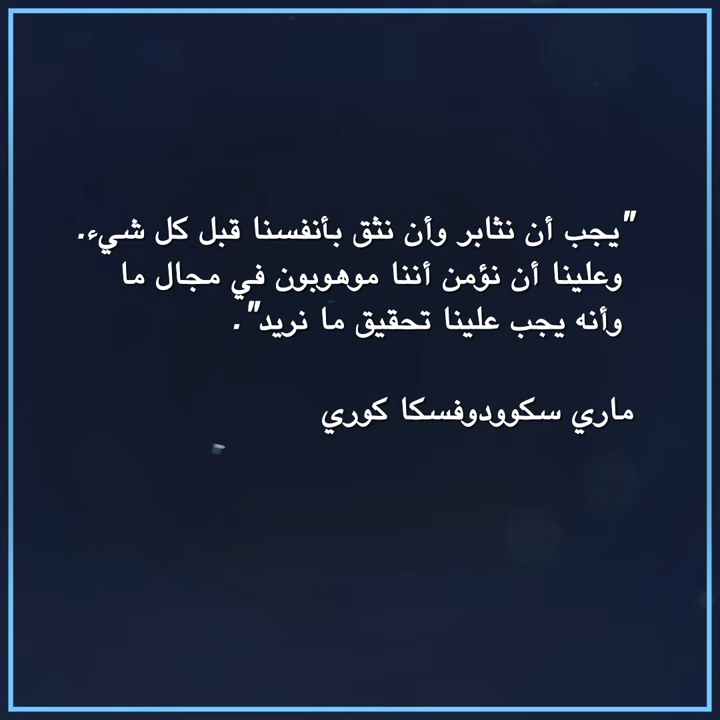 "يجب أن نثابر وأن نثق بأنفسنا قبل كل شيء.
وعلينا أن نؤمن أننا موهوبون في مجال ما
وأنه يجب علينا تحقيق ما نريد".
ماري سكوودوفسكا كوري